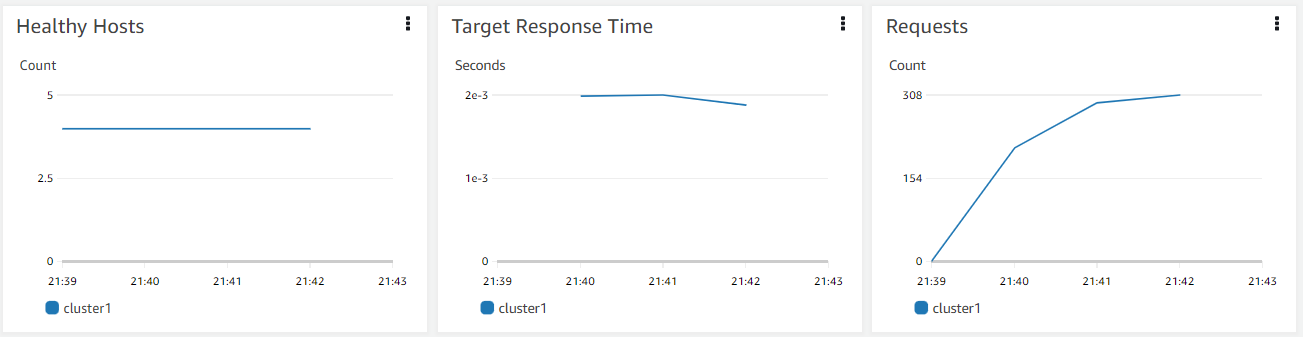 Healthy Hosts
Count
5
2.5
0
21:39 21:40 21:41 21:42 21:43
cluster1
Target Response Time
Seconds
2e-3
1e-3
0
21:39 21:40 21:41 21:42 21:43
cluster1
Requests
Count
308
154
0
21:39 21:40 21:41 21:42 21:43
cluster1